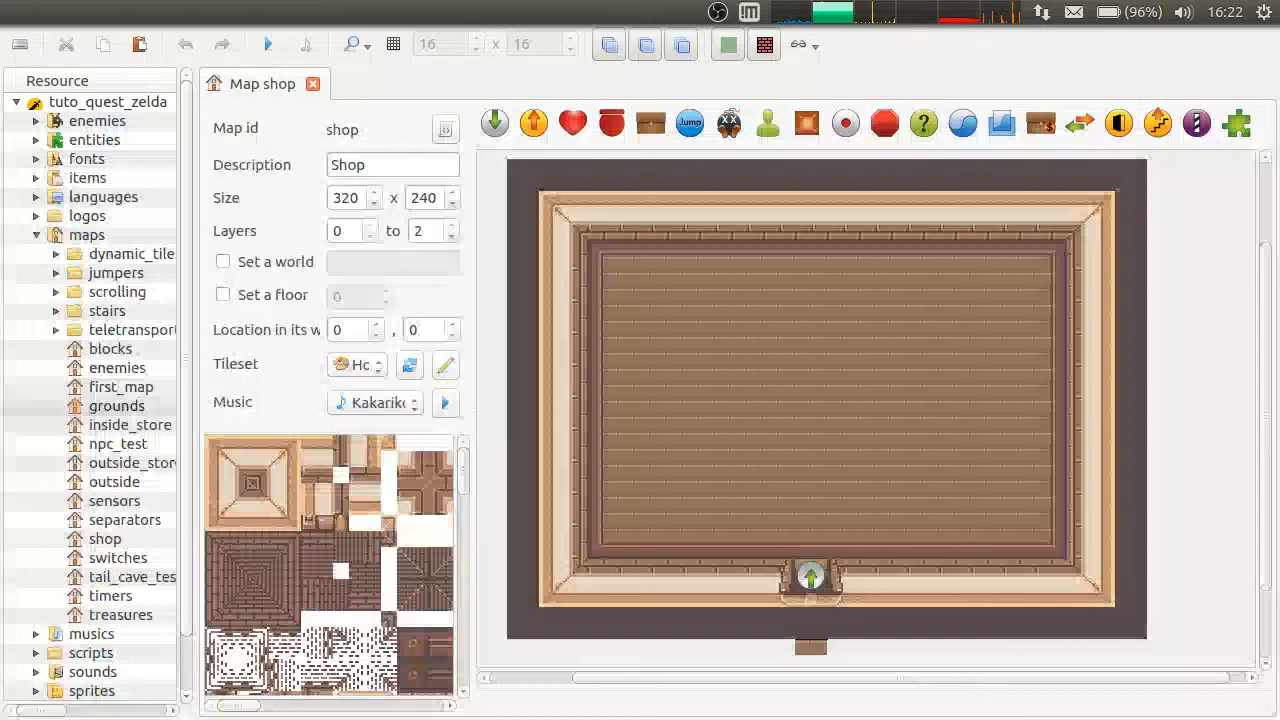 (96%)
16:22
16 x 16
Resource
tuto_quest_zelda
enemies
entities
fonts
items
languages
logos
maps
dynamic_tile
jumpers
scrolling
stairs
teletransport
blocks
enemies
first_map
grounds
inside_store
npc_test
outside_stor
outside
sensors
separators
shop
switches
tail_cave_tes
timers
treasures
musics
scripts
sounds
sprites
Map shop
Map id shop
Description Shop
Size 320 x 240
Layers 0 to 2
Set a world
Set a floor 0
Location in its w 0 , 0
Tileset Ho
Music Kakarik
Jump
?
$